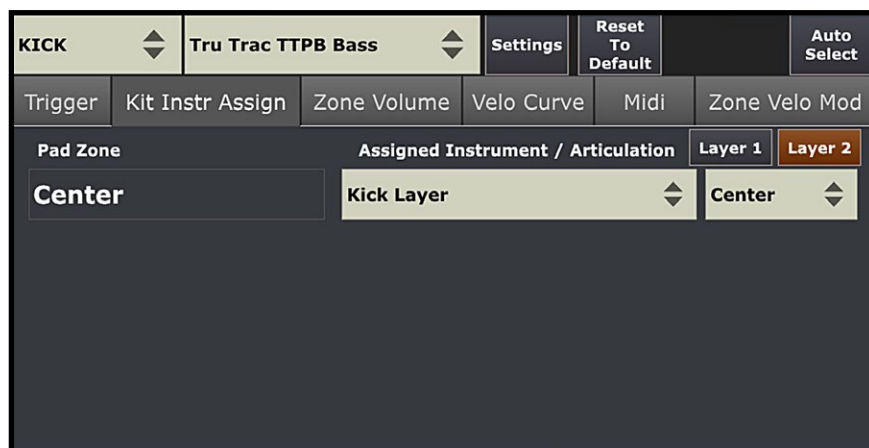 KICK Tru Trac TTPB Bass Settings Reset To Default Auto Select
Trigger Kit Instr Assign Zone Volume Velo Curve Midi Zone Velo Mod
Pad Zone Assigned Instrument / Articulation Layer 1 Layer 2
Center Kick Layer Center